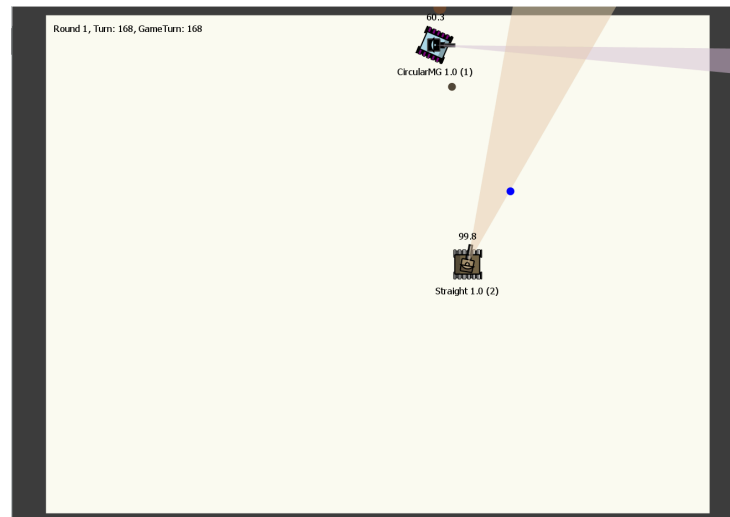 Round 1, Turn: 168, GameTurn: 168
60.3
CircularMG 1.0 (1)
99.8
Straight 1.0 (2)